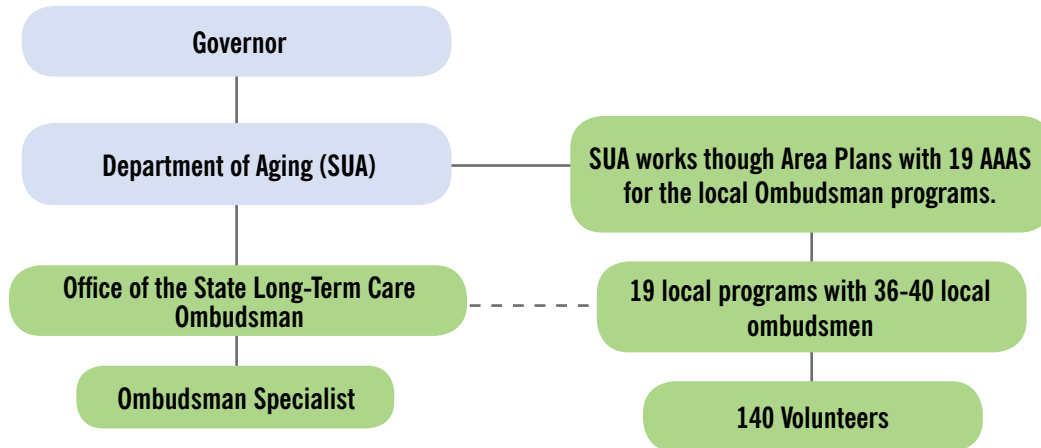 Governor
Department of Aging (SUA)
SUA works though Area Plans with 19 AAAS
for the local Ombudsman programs.
Office of the State Long-Term Care
Ombudsman
19 local programs with 36-40 local
ombudsmen
Ombudsman Specialist
140 Volunteers